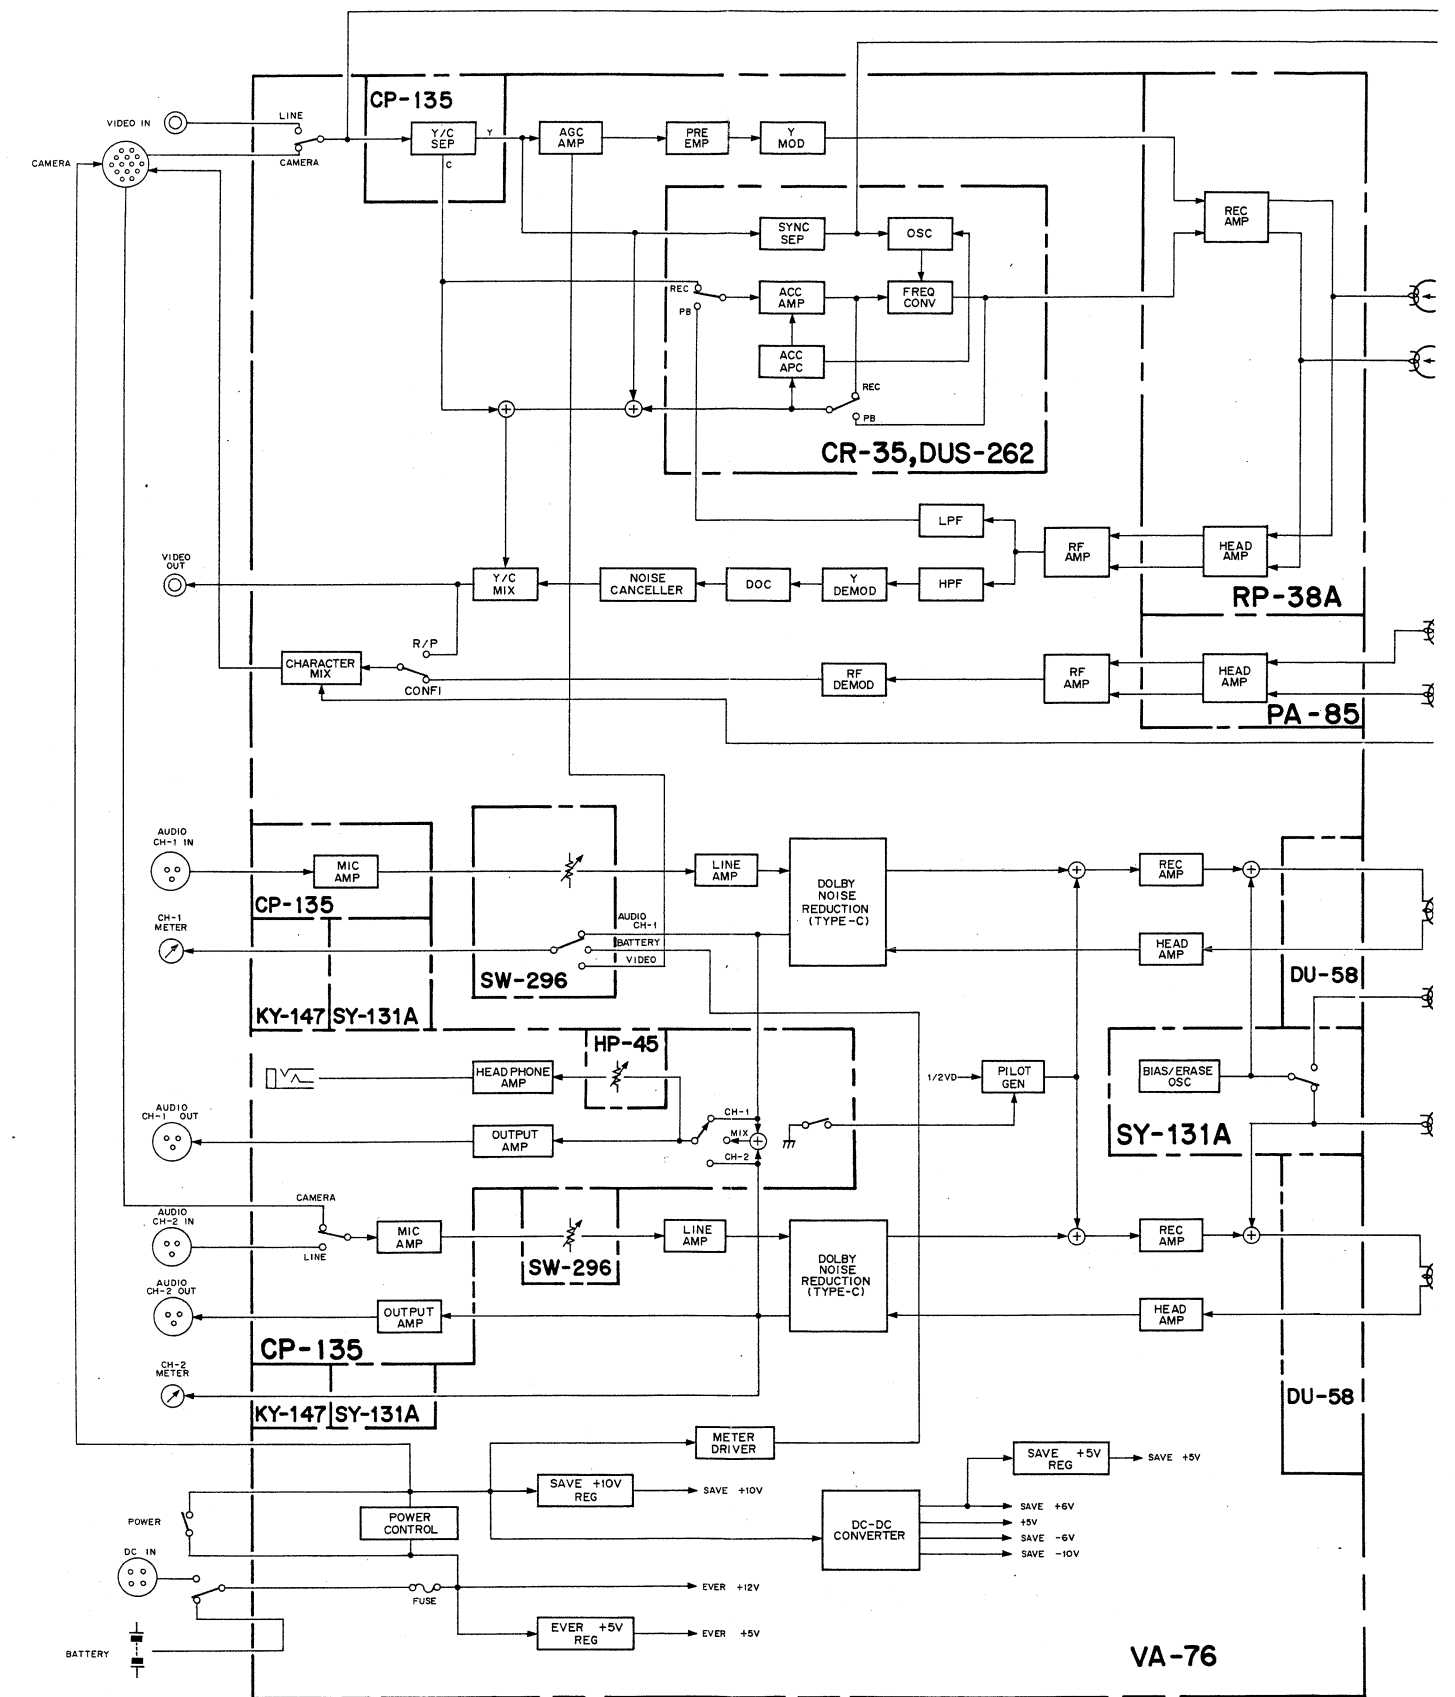 CP-135
VIDEO IN
LINE
CAMERA
CAMERA
Y/C
SEP
Y
C
AGC
AMP
PRE
EMP
Y
MOD
REC
AMP
SYNC
SEP
OSC
REC
PB
ACC
AMP
FREQ
CONV
ACC
APC
REC
PB
CR-35,DUS-262
LPF
RF
AMP
HEAD
AMP
VIDEO
OUT
Y/C
MIX
NOISE
CANCELLER
DOC
Y
DEMOD
HPF
RP-38A
R/P
CHARACTER
MIX
CONFI
RF
DEMOD
RF
AMP
HEAD
AMP
PA-85
AUDIO
CH-1 IN
MIC
AMP
LINE
AMP
DOLBY
NOISE
REDUCTION
(TYPE-C)
REC
AMP
CP-135
CH-1
METER
AUDIO
CH-1
BATTERY
VIDEO
HEAD
AMP
SW-296
DU-58
KY-147
SY-131A
HP-45
HEAD PHONE
AMP
1/2VD
PILOT
GEN
BIAS/ERASE
OSC
AUDIO
CH-1 OUT
OUTPUT
AMP
CH-1
MIX
CH-2
SY-131A
CAMERA
AUDIO
CH-2 IN
LINE
MIC
AMP
LINE
AMP
SW-296
DOLBY
NOISE
REDUCTION
(TYPE-C)
REC
AMP
AUDIO
CH-2 OUT
OUTPUT
AMP
HEAD
AMP
CP-135
CH-2
METER
KY-147
SY-131A
DU-58
METER
DRIVER
SAVE +5V
REG
SAVE +5V
SAVE +10V
REG
SAVE +10V
POWER
POWER
CONTROL
DC-DC
CONVERTER
SAVE +6V
+5V
SAVE -6V
SAVE -10V
DC IN
FUSE
EVER +12V
EVER +5V
REG
EVER +5V
BATTERY
VA-76